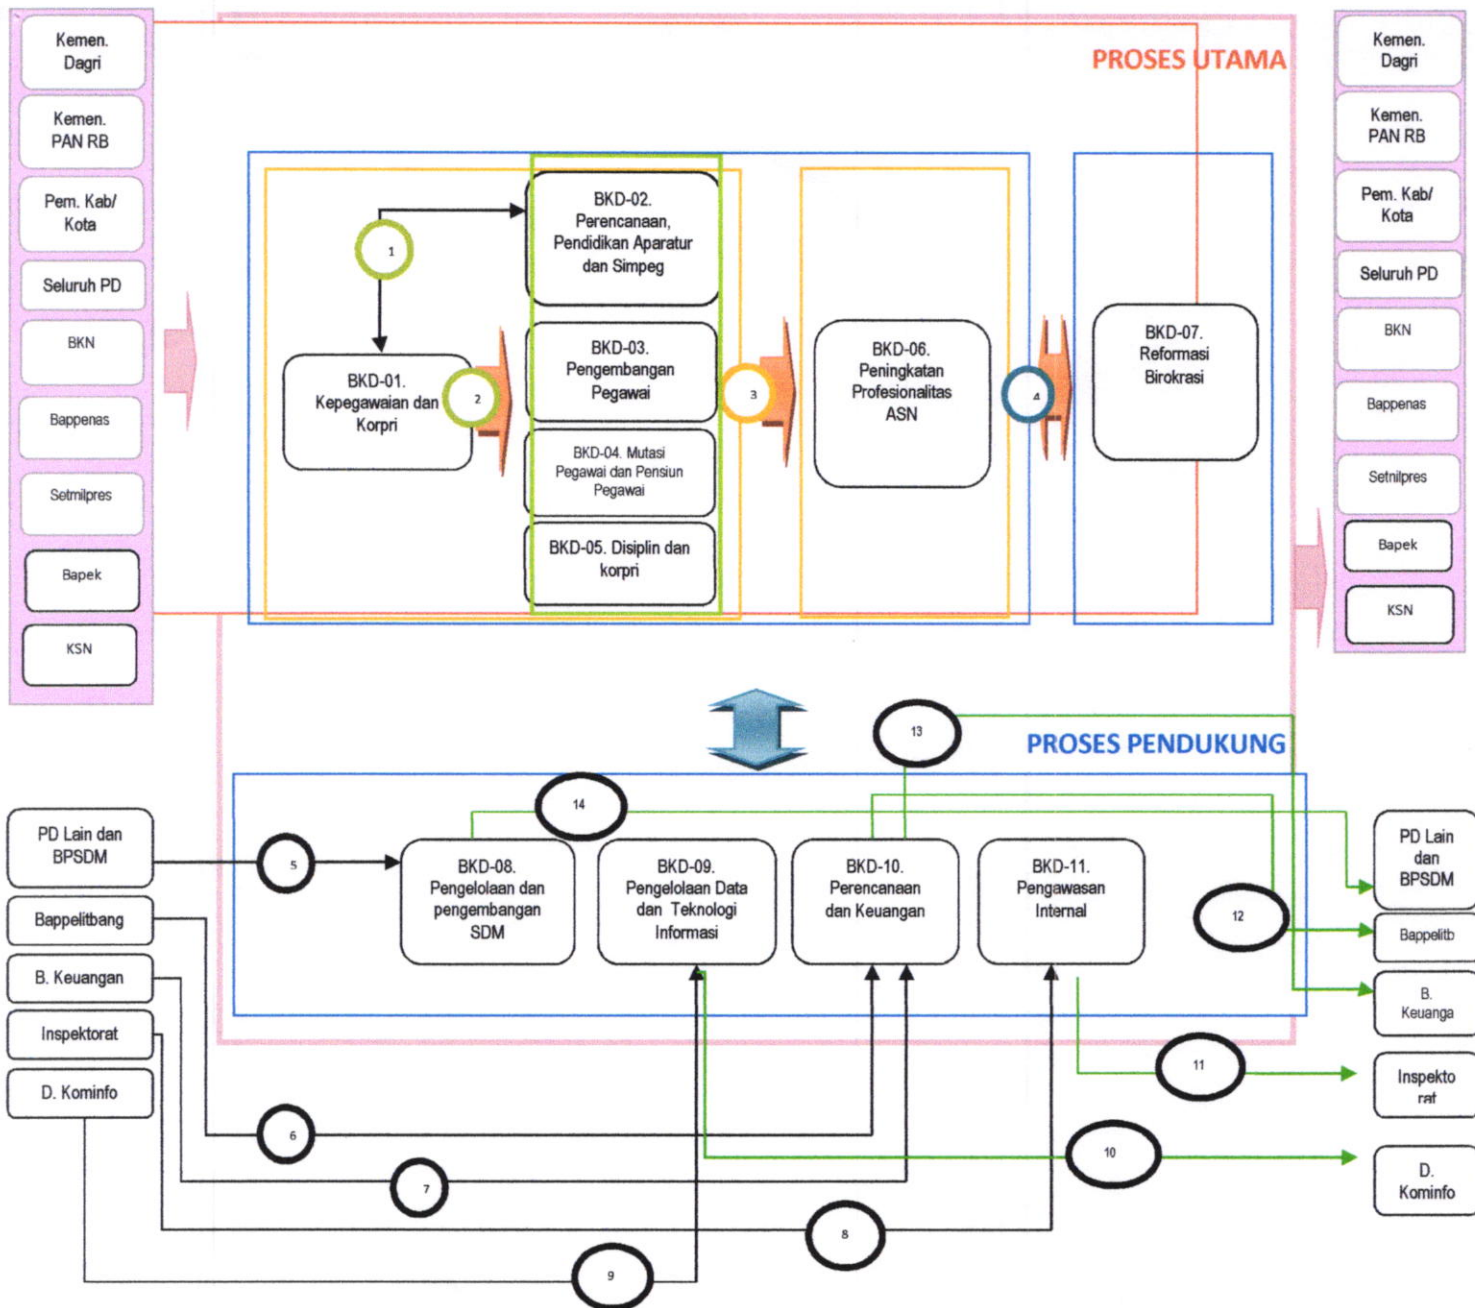 Kemen.
Dagri
Kemen.
PAN RB
Pem. Kab/
Kota
Seluruh PD
BKN
Bappenas
Setmilpres
Bapek
KSN
PROSES UTAMA
1
BKD-02.
Perencanaan,
Pendidikan Aparatur
dan Simpeg
BKD-01.
Kepegawaian dan
Korpri
2
BKD-03.
Pengembangan
Pegawai
BKD-04. Mutasi
Pegawai dan Pensiun
Pegawai
BKD-05. Disiplin dan
korpri
3
BKD-06.
Peningkatan
Profesionalitas
ASN
4
BKD-07.
Reformasi
Birokrasi
Kemen.
Dagri
Kemen.
PAN RB
Pem. Kab/
Kota
Seluruh PD
BKN
Bappenas
Setnilpres
Bapek
KSN
PROSES PENDUKUNG
13
14
PD Lain dan
BPSDM
Bappelitbang
B. Keuangan
Inspektorat
D. Kominfo
5
BKD-08.
Pengelolaan dan
pengembangan
SDM
BKD-09.
Pengelolaan Data
dan Teknologi
Informasi
BKD-10.
Perencanaan
dan Keuangan
BKD-11.
Pengawasan
Internal
12
11
6
10
7
8
9
PD Lain
dan
BPSDM
Bappelitb
B.
Keuanga
Inspekto
rat
D.
Kominfo